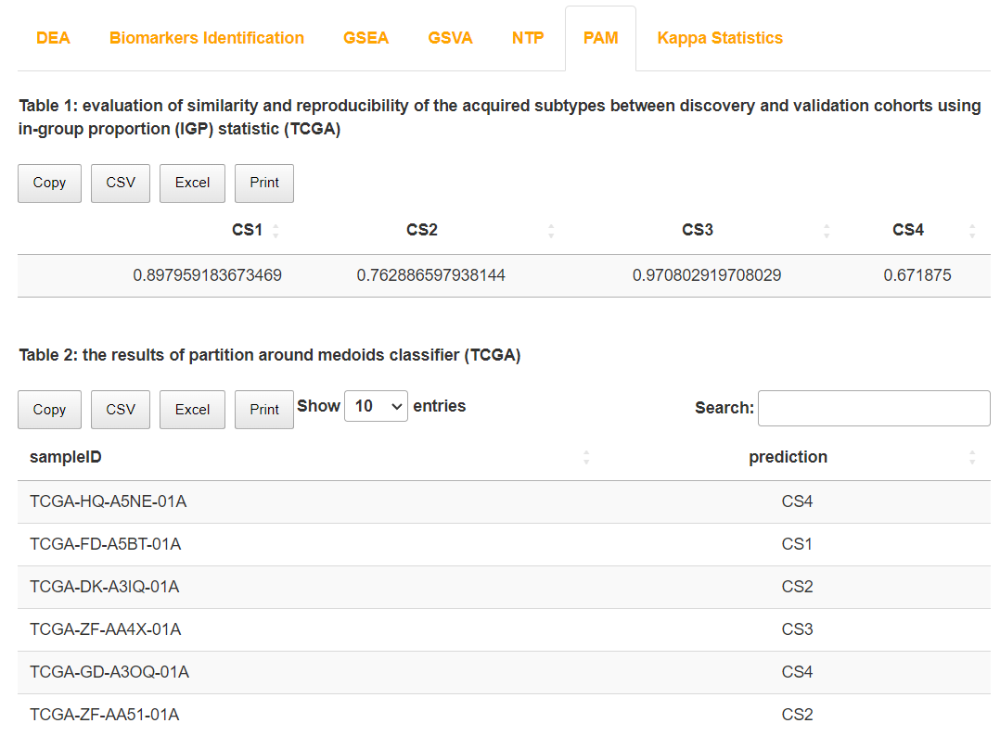 DEA Biomarkers Identification GSEA GSVA NTP PAM Kappa Statistics
Table 1: evaluation of similarity and reproducibility of the acquired subtypes between discovery and validation cohorts using
in-group proportion (IGP) statistic (TCGA)
Copy CSV Excel Print
CS1 CS2 CS3 CS4
0.897959183673469 0.762886597938144 0.970802919708029 0.671875
Table 2: the results of partition around medoids classifier (TCGA)
Copy CSV Excel Print Show 10 entries Search:
sampleID prediction
TCGA-HQ-A5NE-01A CS4
TCGA-FD-A5BT-01A CS1
TCGA-DK-A3IQ-01A CS2
TCGA-ZF-AA4X-01A CS3
TCGA-GD-A3OQ-01A CS4
TCGA-ZF-AA51-01A CS2